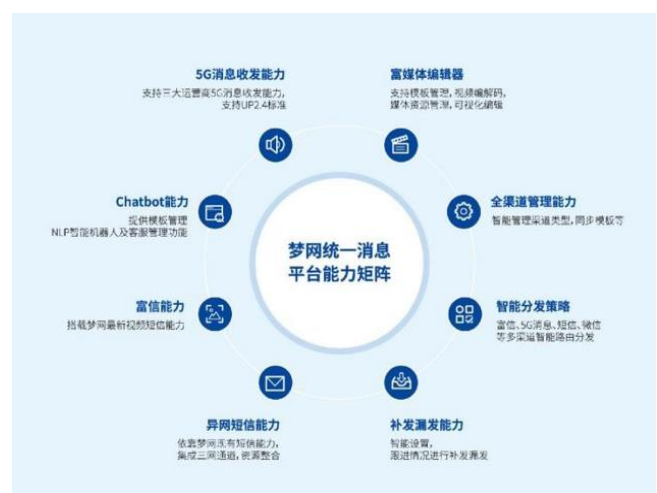 5G消息收发能力
支持三大运营商5G消息收发能力,
支持UP2.4标准
富媒体编辑器
支持模板管理, 视频编解码,
媒体资源管理, 可视化编辑
Chatbot能力
提供模板管理
NLP智能机器人及客服管理功能
全渠道管理能力
智能管理渠道类型, 同步模板等
梦网统一消息
平台能力矩阵
富信能力
搭载梦网最新视频短信能力
智能分发策略
富信、5G消息、短信、微信
等多渠道智能路由分发
异网短信能力
依靠梦网现有短信能力,
集成三网通道, 资源整合
补发漏发能力
智能设置,
跟进情况进行补发漏发